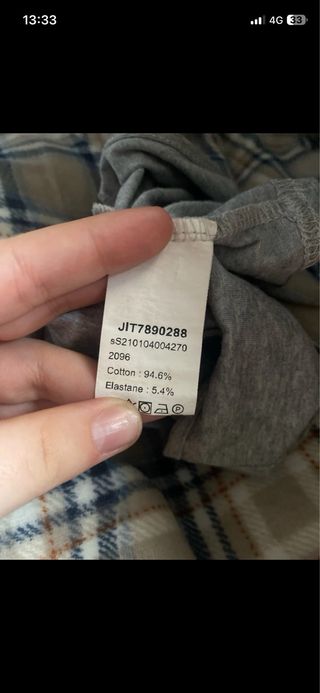 13:33
4G 33
JIT7890288
sS210104004270
2096
Cotton : 94.6%
Elastane : 5.4%
P